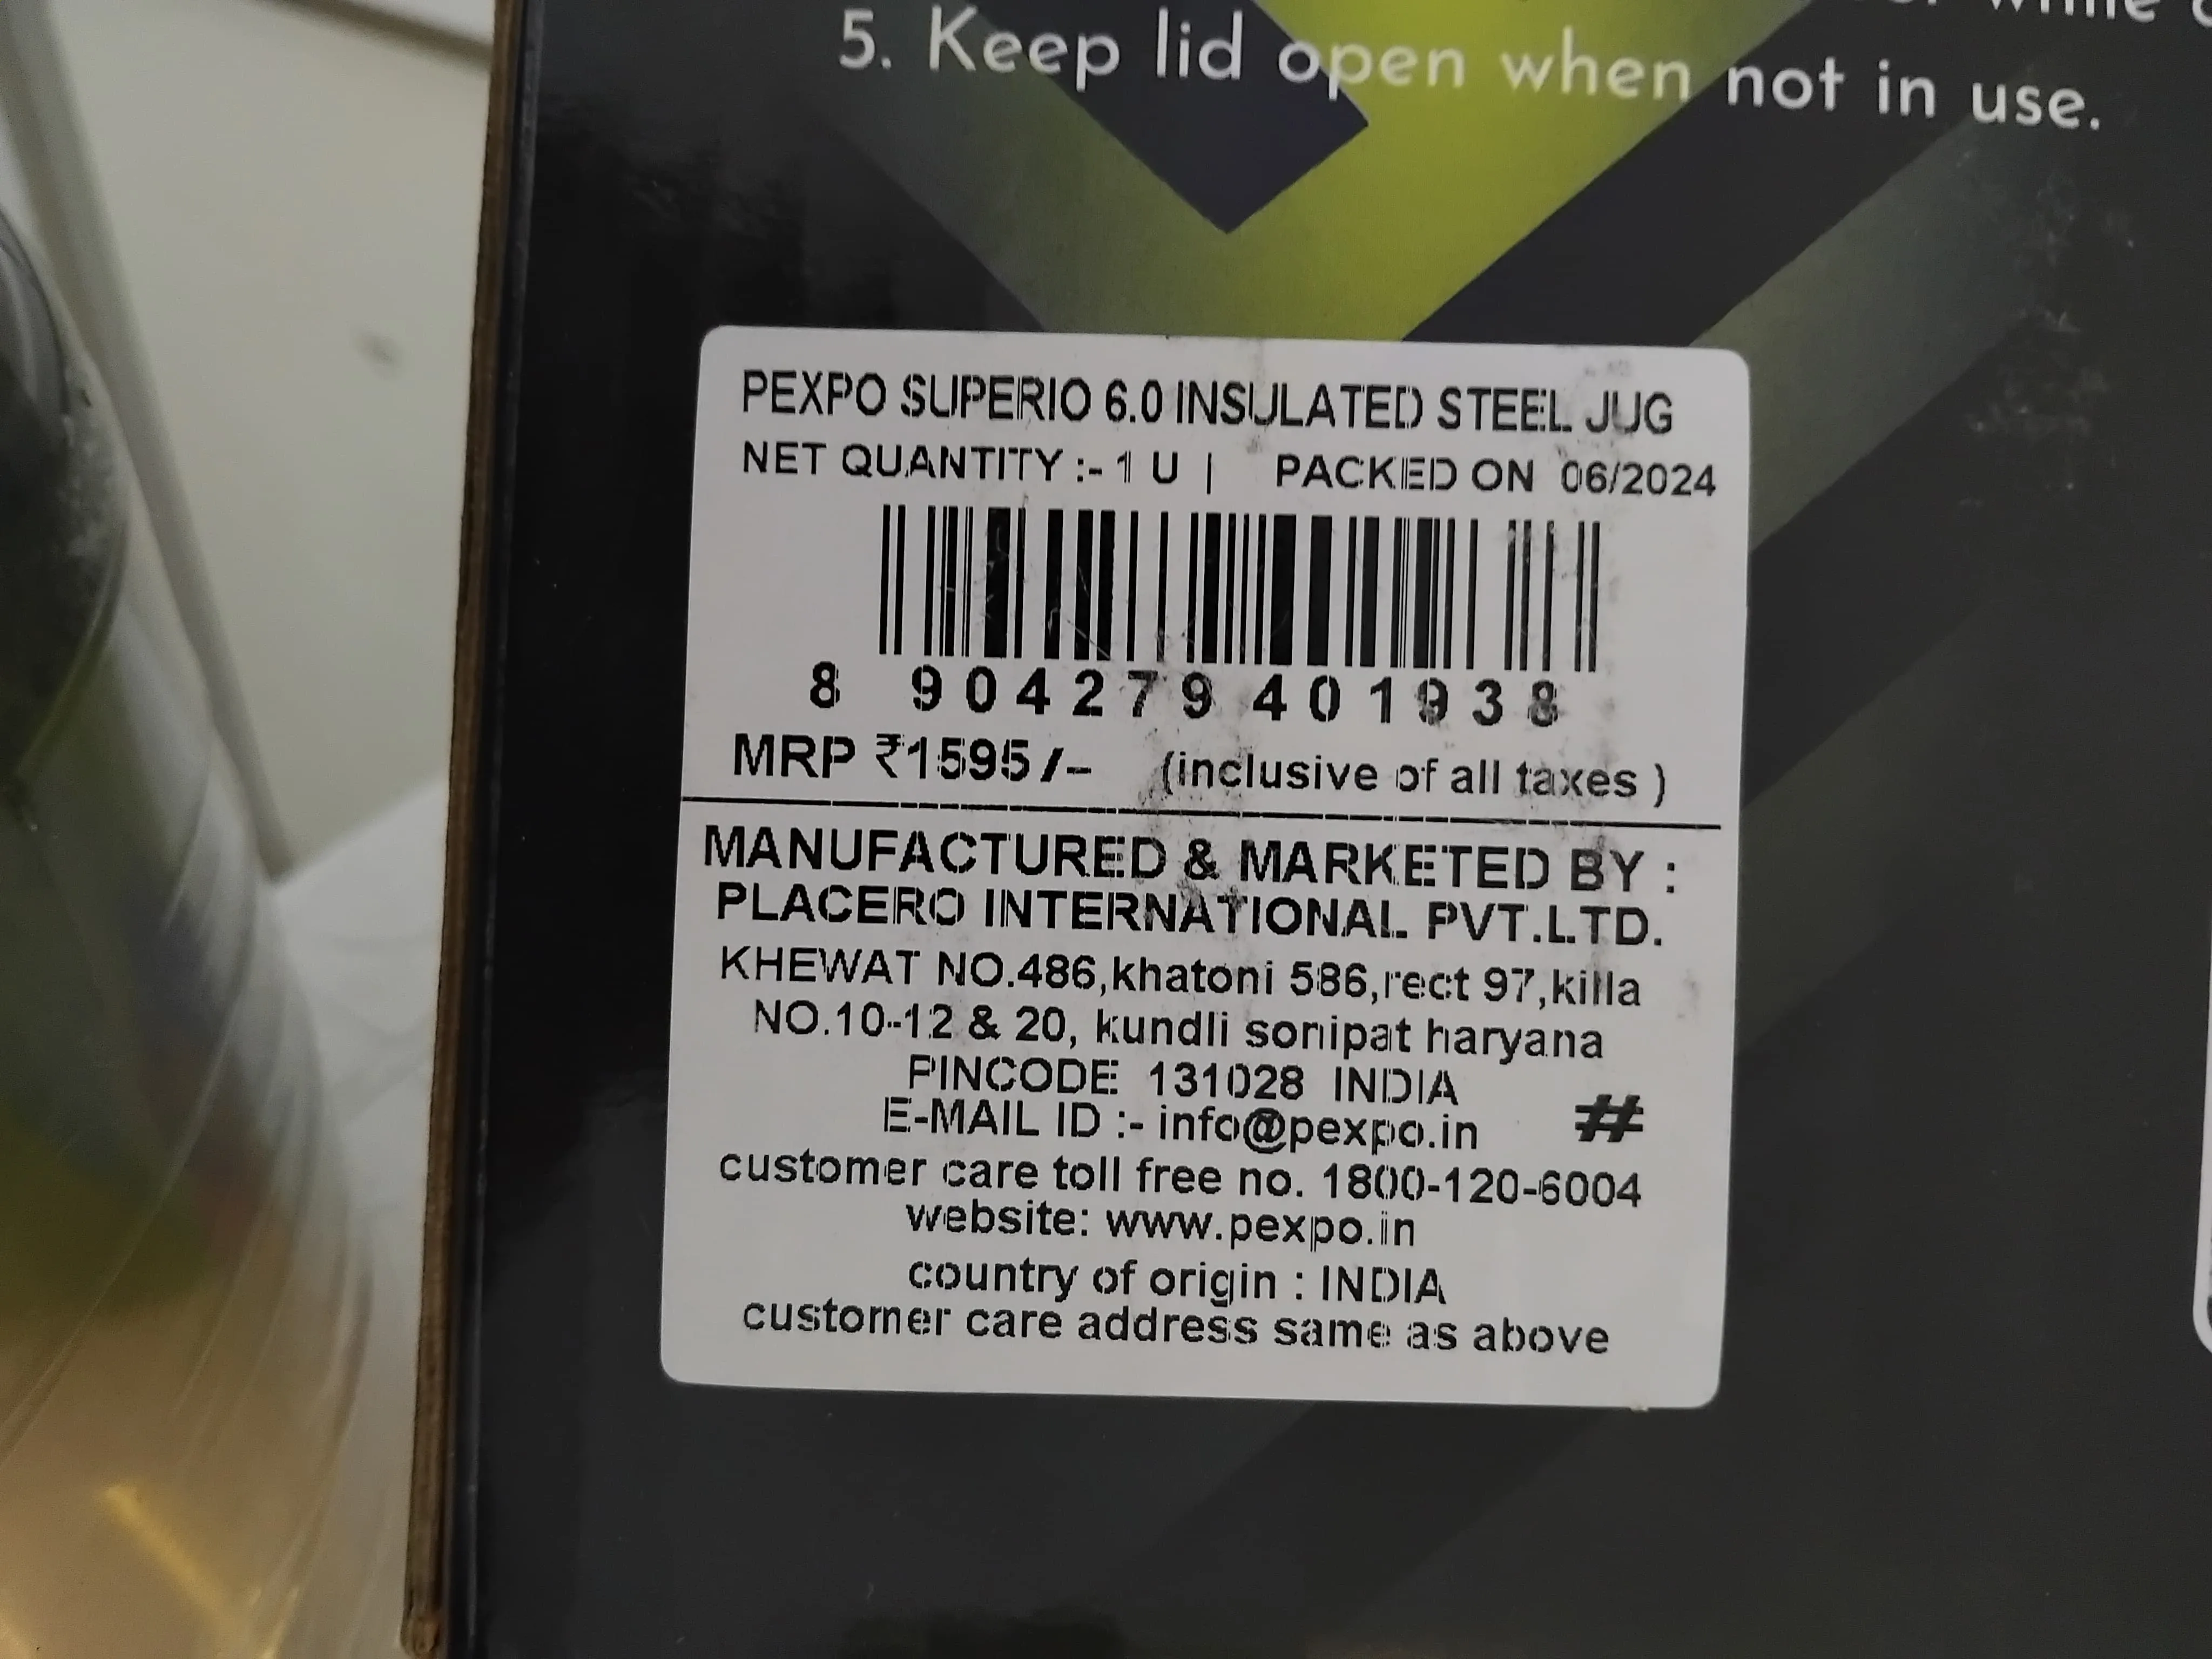 while
5. Keep lid open when not in use.
PEXPO SUPERIO 6.0 INSULATED STEEL JUG
NET QUANTITY :- 1 U | PACKED ON 06/2024
8 904279 401938
MRP ₹1595/- (inclusive of all taxes )
MANUFACTURED & MARKETED BY :
PLACERO INTERNATIONAL PVT.LTD.
KHEWAT NO.486,khatoni 586,rect 97,killa
NO.10-12 & 20, kundli sonipat haryana
PINCODE 131028 INDIA
E-MAIL ID :- info@pexpo.in #
customer care toll free no. 1800-120-6004
website: www.pexpo.in
country of origin : INDIA
customer care address same as above